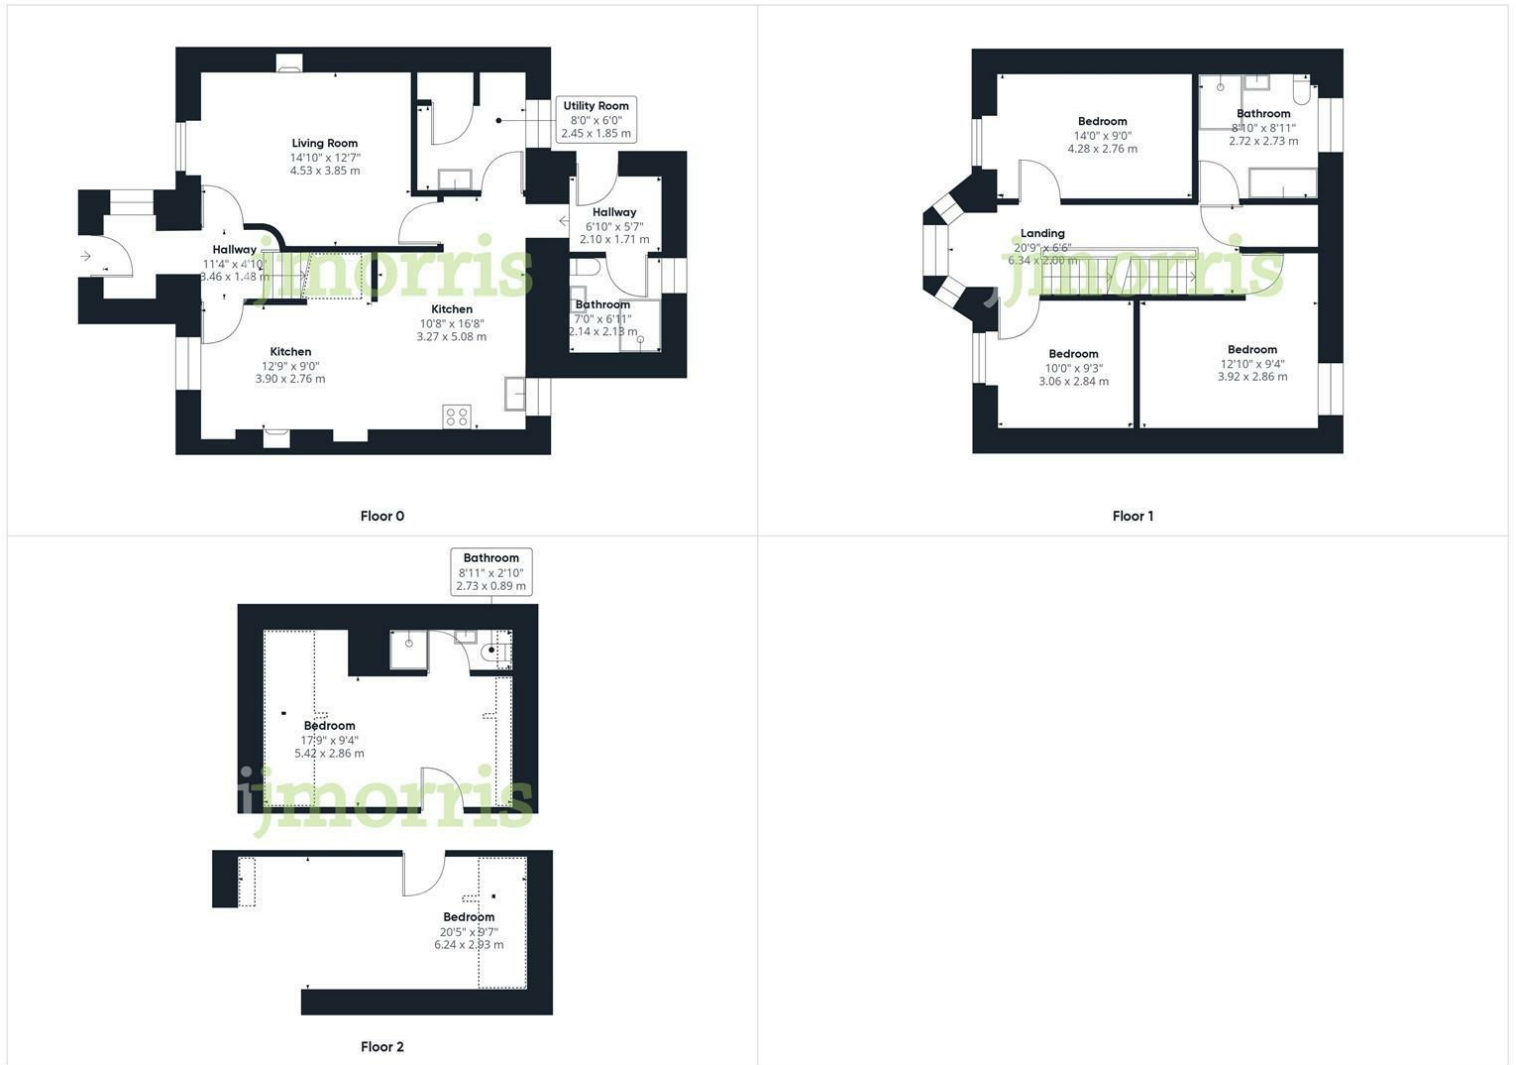 Utility Room
8'0" x 6'0"
2.45 x 1.85 m
Living Room
14'10" x 12'7"
4.53 x 3.85 m
Hallway
6'10" x 5'7"
2.10 x 1.71 m
Hallway
11'4" x 4'10"
3.46 x 1.48 m
jjmorris
Bathroom
7'0" x 6'11"
2.14 x 2.13 m
Kitchen
10'8" x 16'8"
3.27 x 5.08 m
Kitchen
12'9" x 9'0"
3.90 x 2.76 m
Floor 0
Bedroom
14'0" x 9'0"
4.28 x 2.76 m
Bathroom
8'10" x 8'11"
2.72 x 2.73 m
Landing
20'9" x 6'6"
6.34 x 2.00 m
jjmorris
Bedroom
10'0" x 9'3"
3.06 x 2.84 m
Bedroom
12'10" x 9'4"
3.92 x 2.86 m
Floor 1
Bathroom
8'11" x 2'10"
2.73 x 0.89 m
Bedroom
17'9" x 9'4"
5.42 x 2.86 m
jjmorris
Bedroom
20'5" x 9'7"
6.24 x 2.93 m
Floor 2